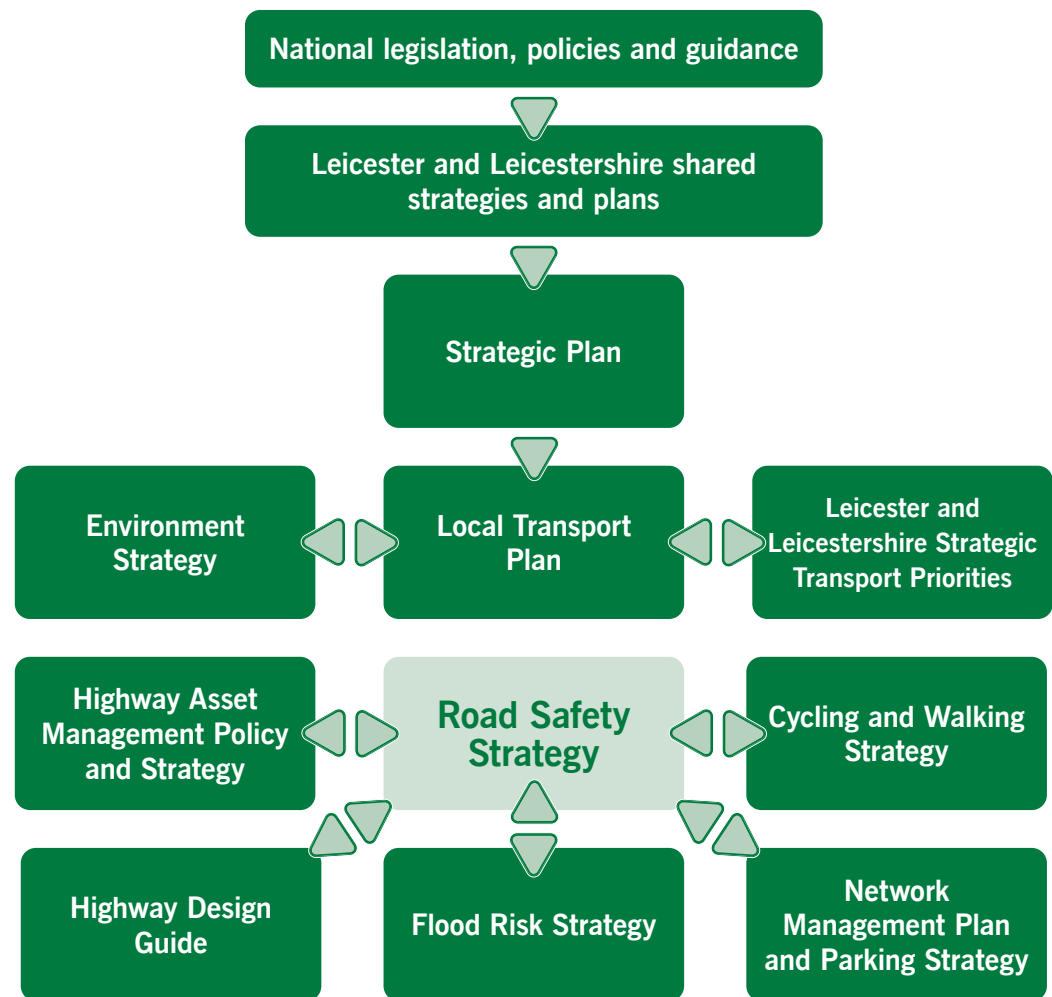 National legislation, policies and guidance
Leicester and Leicestershire shared
strategies and plans
Strategic Plan
Environment
Strategy
Local Transport
Plan
Leicester and
Leicestershire Strategic
Transport Priorities
Highway Asset
Management Policy
and Strategy
Road Safety
Strategy
Cycling and Walking
Strategy
Highway Design
Guide
Flood Risk Strategy
Network
Management Plan
and Parking Strategy